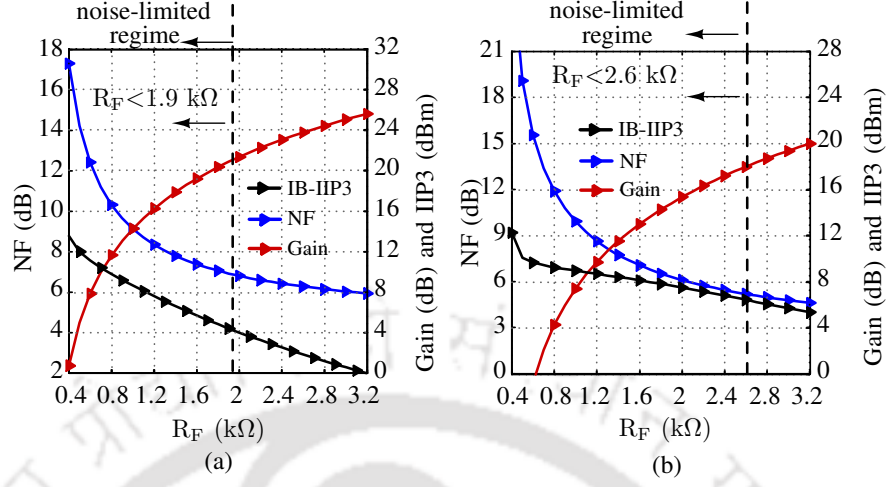 noise-limited
regime
R_F<1.9 kΩ
18
16
14
12
10
8
6
4
2
32
28
24
20
16
12
8
4
0
NF (dB)
Gain (dB) and IIP3 (dBm)
IB-IIP3
NF
Gain
0.4 0.8 1.2 1.6 2 2.4 2.8 3.2
R_F (kΩ)
(a)
noise-limited
regime
R_F<2.6 kΩ
21
18
15
12
9
6
3
0
28
24
20
16
12
8
4
0
NF (dB)
Gain (dB) and IIP3 (dBm)
IB-IIP3
NF
Gain
0.4 0.8 1.2 1.6 2 2.4 2.8 3.2
R_F (kΩ)
(b)